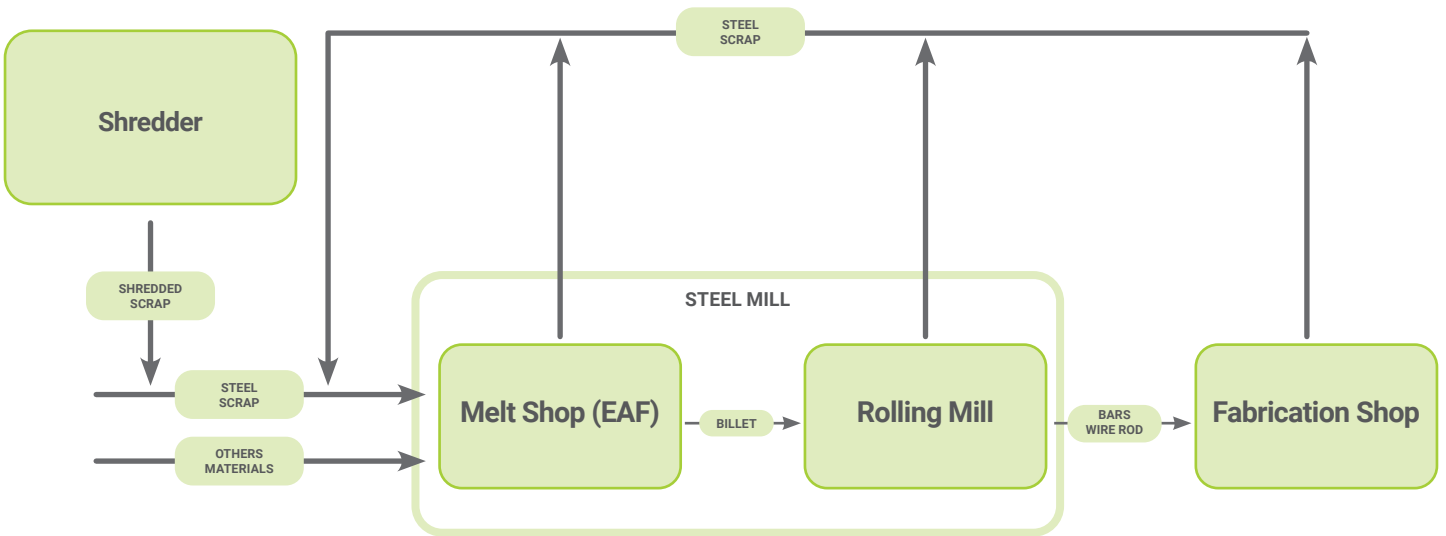 STEEL
SCRAP
Shredder
SHREDDED
SCRAP
STEEL MILL
STEEL
SCRAP
OTHERS
MATERIALS
Melt Shop (EAF)
BILLET
Rolling Mill
BARS
WIRE ROD
Fabrication Shop